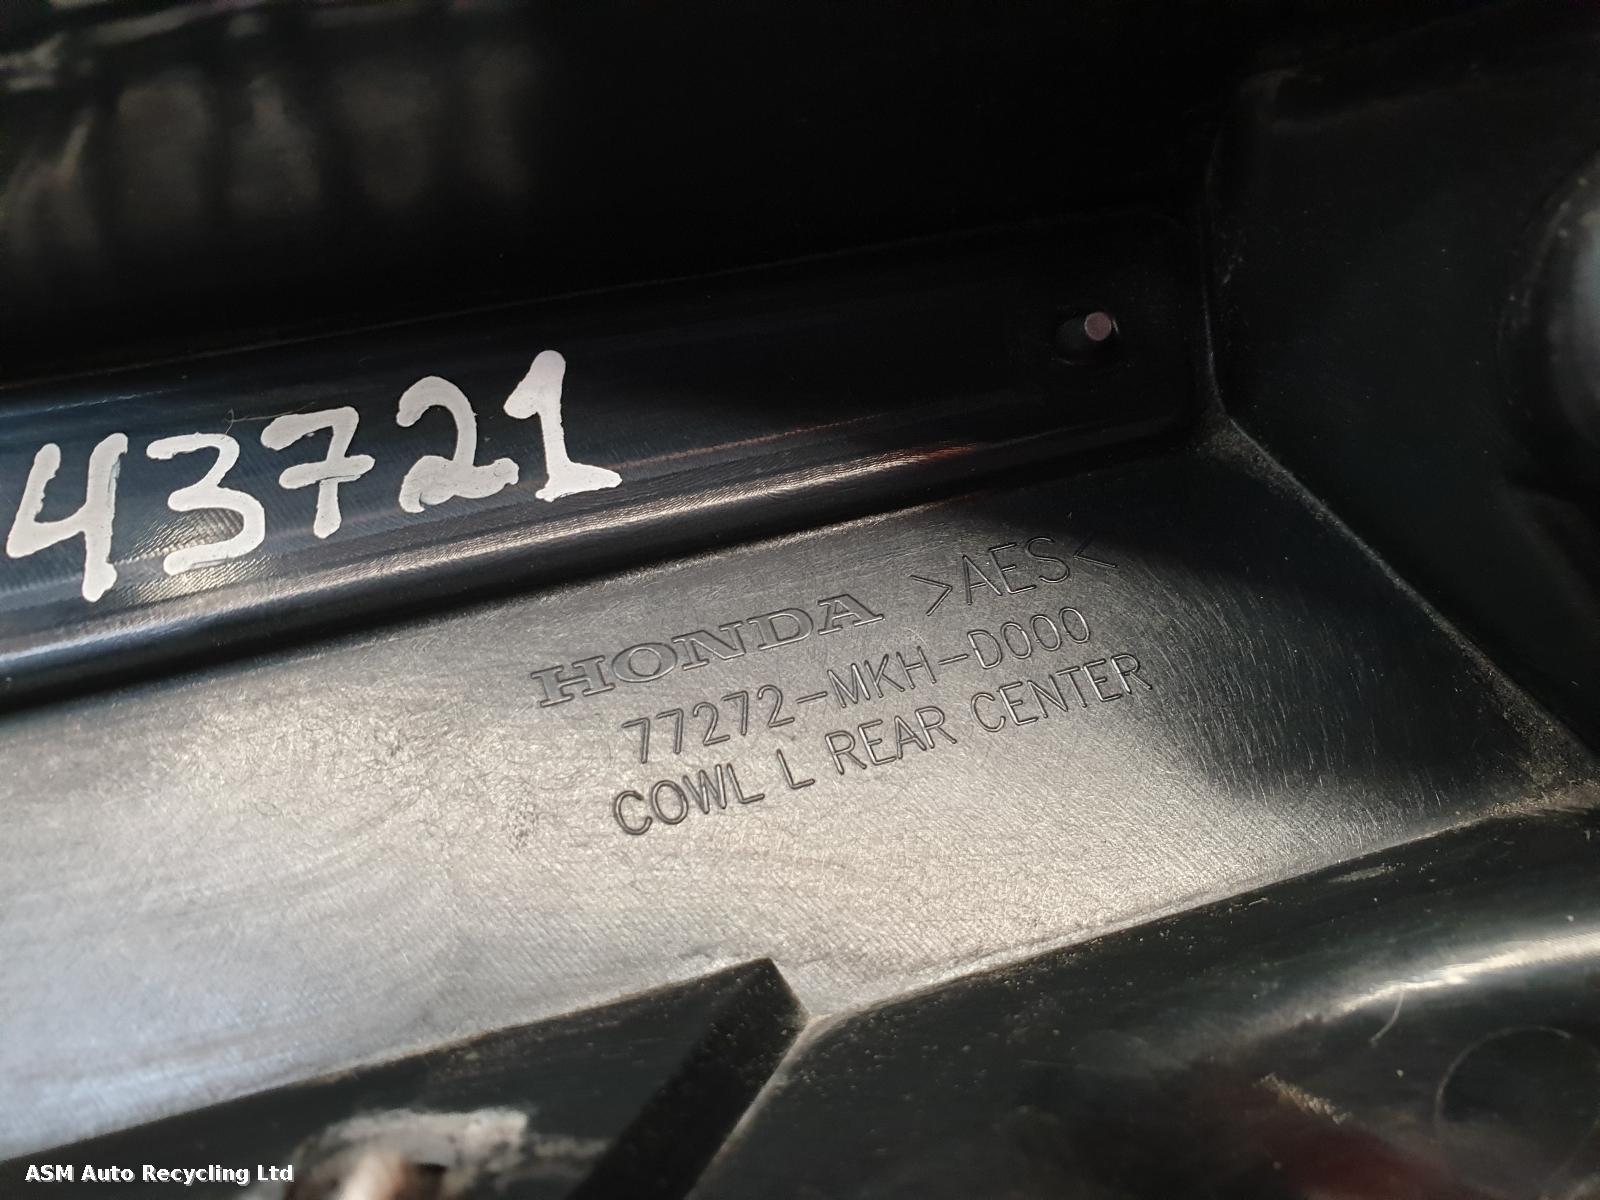 43721
HONDA >AES<
77272-MKH-D000
COWL L REAR CENTER
ASM Auto Recycling Ltd